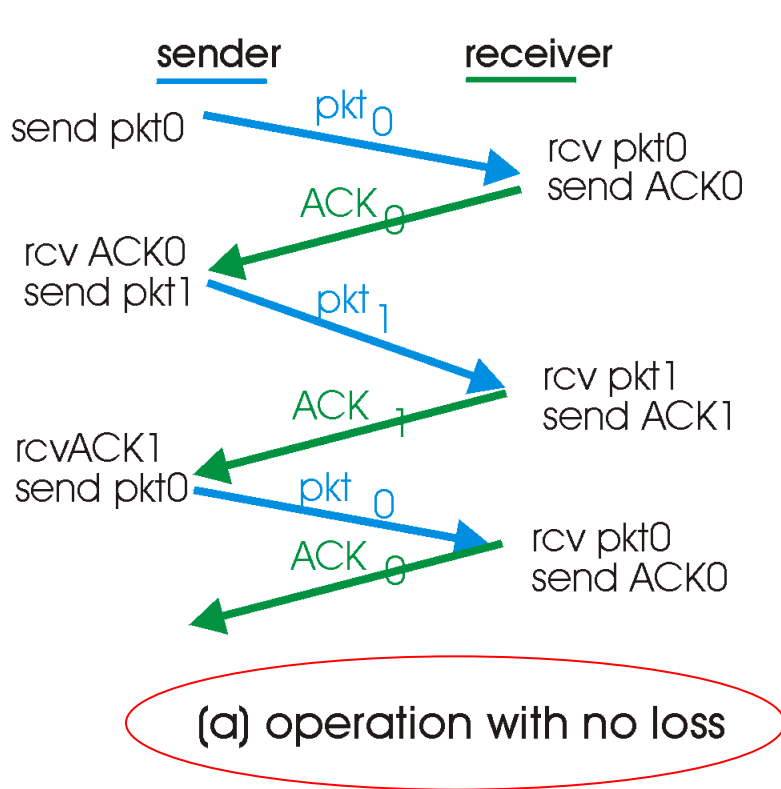 sender receiver
pkt0
send pkt0
rcv pkt0
send ACK0
ACK0
rcv ACK0
send pkt1
pkt1
rcv pkt1
send ACK1
ACK1
rcvACK1
send pkt0
pkt0
rcv pkt0
send ACK0
ACK0
(a) operation with no loss